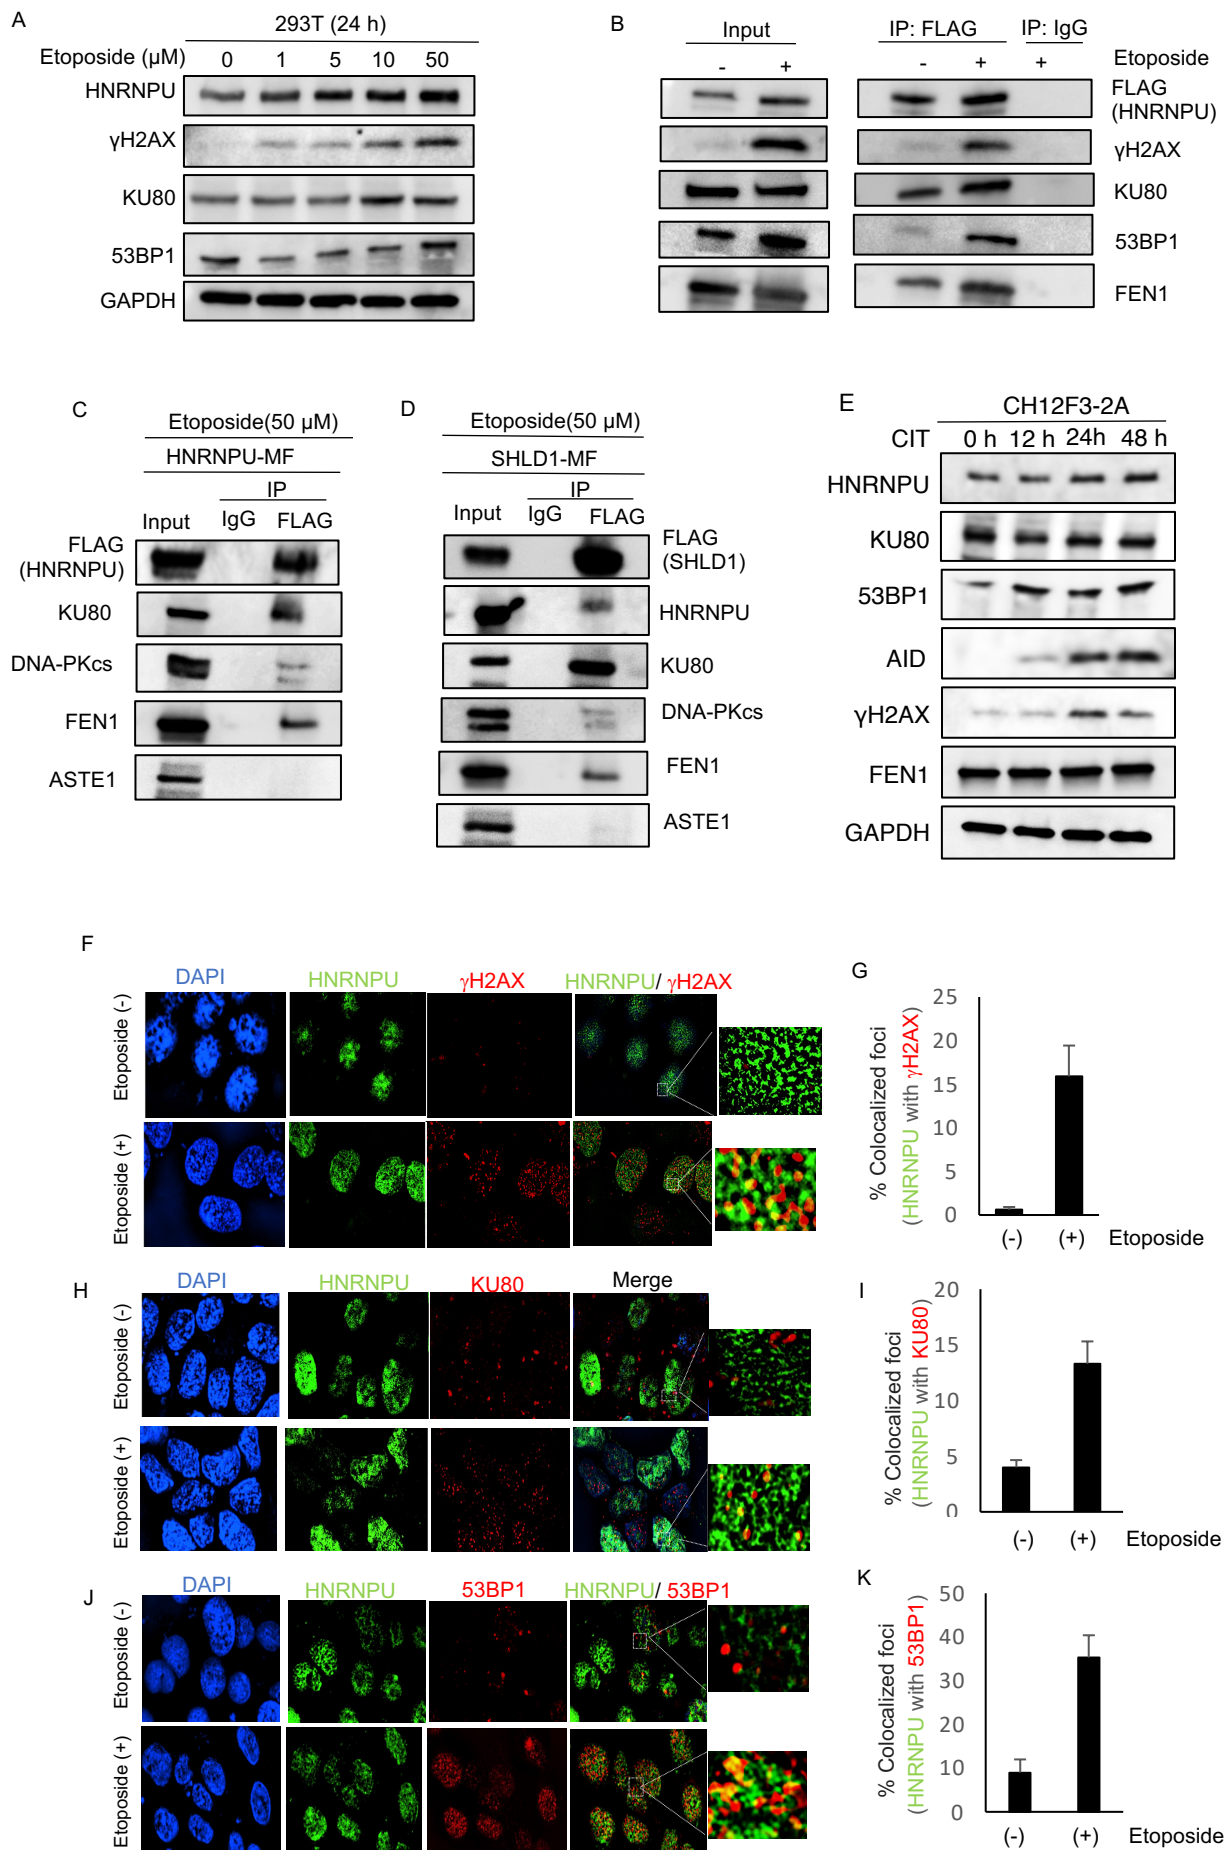 A
293T (24 h)
Etoposide (μM) 0 1 5 10 50
HNRNPU
γH2AX
KU80
53BP1
GAPDH
B
Input IP: FLAG IP: IgG
- + - + + Etoposide
FLAG
(HNRNPU)
γH2AX
KU80
53BP1
FEN1
C
Etoposide(50 μM)
HNRNPU-MF
IP
Input IgG FLAG
FLAG
(HNRNPU)
KU80
DNA-PKcs
FEN1
ASTE1
D
Etoposide(50 μM)
SHLD1-MF
IP
Input IgG FLAG
FLAG
(SHLD1)
HNRNPU
KU80
DNA-PKcs
FEN1
ASTE1
E
CH12F3-2A
CIT 0 h 12 h 24h 48 h
HNRNPU
KU80
53BP1
AID
γH2AX
FEN1
GAPDH
F
DAPI HNRNPU γH2AX HNRNPU/ γH2AX
Etoposide (-)
Etoposide (+)
G
% Colocalized foci
(HNRNPU with γH2AX)
25
20
15
10
5
0
(-) (+) Etoposide
H
DAPI HNRNPU KU80 Merge
Etoposide (-)
Etoposide (+)
I
% Colocalized foci
(HNRNPU with KU80)
20
15
10
5
0
(-) (+) Etoposide
J
DAPI HNRNPU 53BP1 HNRNPU/ 53BP1
Etoposide (-)
Etoposide (+)
K
% Colocalized foci
(HNRNPU with 53BP1)
50
40
30
20
10
0
(-) (+) Etoposide